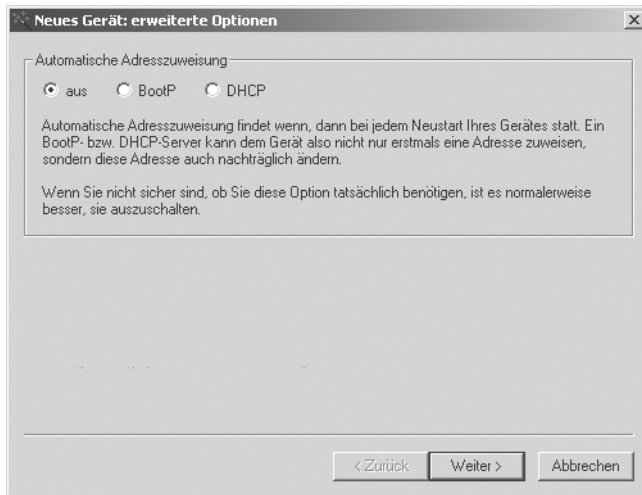 Neues Gerät: erweiterte Optionen
Automatische Adresszuweisung
aus BootP DHCP
Automatische Adresszuweisung findet wenn, dann bei jedem Neustart Ihres Gerätes statt. Ein
BootP- bzw. DHCP-Server kann dem Gerät also nicht nur erstmals eine Adresse zuweisen,
sondern diese Adresse auch nachträglich ändern.
Wenn Sie nicht sicher sind, ob Sie diese Option tatsächlich benötigen, ist es normalerweise
besser, sie auszuschalten.
< Zurück Weiter > Abbrechen